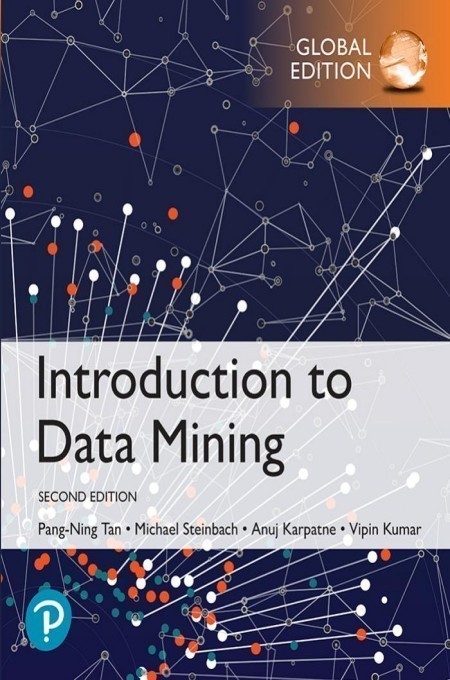 GLOBAL
EDITION
Introduction to
Data Mining
SECOND EDITION
Pang-Ning Tan • Michael Steinbach • Anuj Karpatne • Vipin Kumar
P